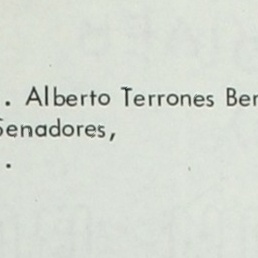 . Alberto Terrones Ber
Senadores,
.